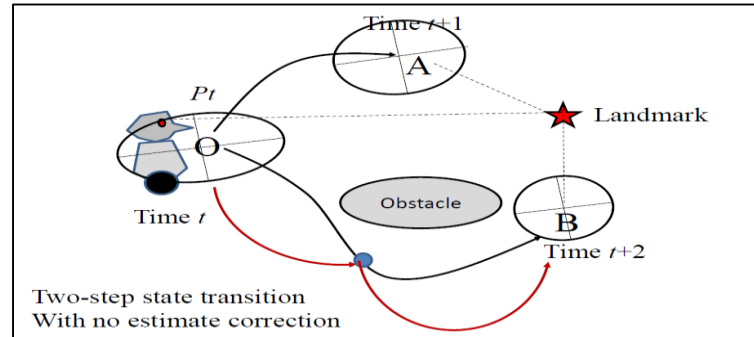 Time t+1
A
Pt
Landmark
O
Obstacle
B
Time t
Time t+2
Two-step state transition
With no estimate correction